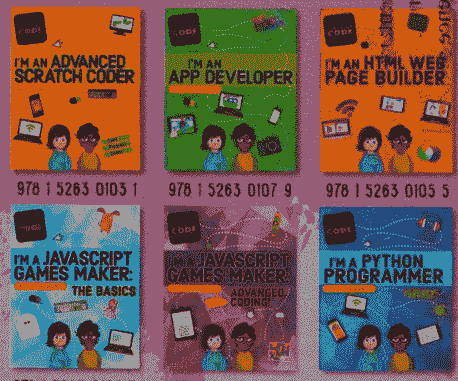 CODE
I'M AN ADVANCED
SCRATCH CODER
978 1 5263 0103 1
CODE
I'M AN
APP DEVELOPER
978 1 5263 0107 9
CODE
I'M AN HTML WEB
PAGE BUILDER
978 1 5263 0105 5
I'M A JAVASCRIPT
GAMES MAKER:
THE BASICS
CODE
I'M A JAVASCRIPT
GAMES MAKER:
ADVANCED
CODING
CODE
I'M A PYTHON
PROGRAMMER